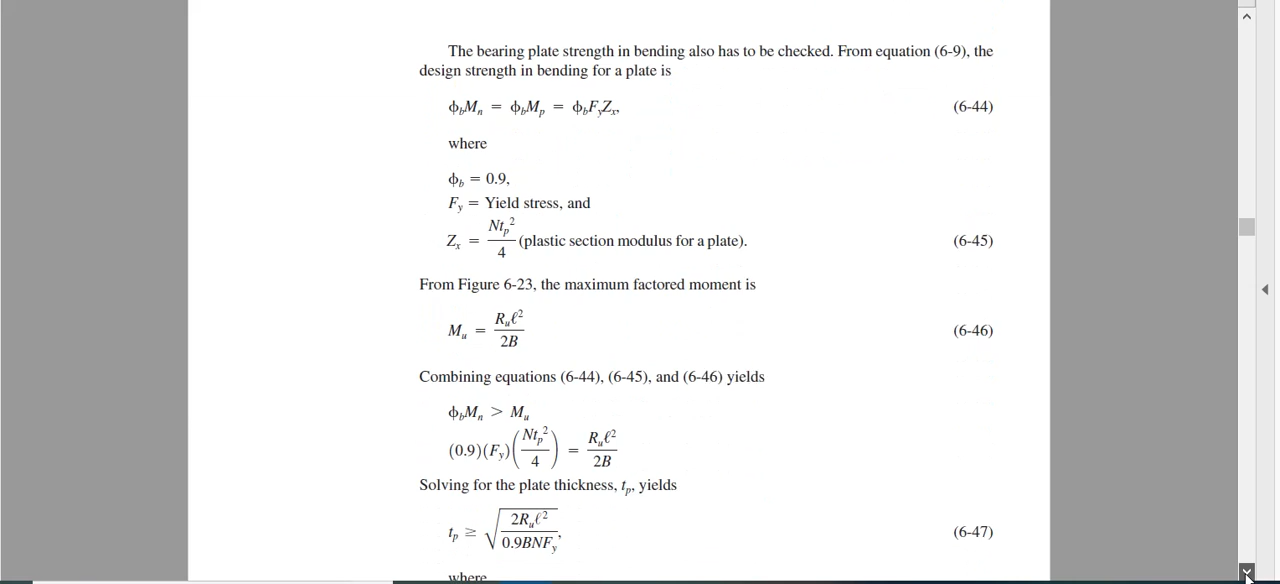 The bearing plate strength in bending also has to be checked. From equation (6-9), the
design strength in bending for a plate is
ϕbMn = ϕbMp = ϕbFyZx, (6-44)
where
ϕb = 0.9,
Fy = Yield stress, and
Zx = Ntp²/4 (plastic section modulus for a plate). (6-45)
From Figure 6-23, the maximum factored moment is
Mu = Ruℓ²/2B (6-46)
Combining equations (6-44), (6-45), and (6-46) yields
ϕbMn > Mu
(0.9)(Fy)(Ntp²/4) = Ruℓ²/2B
Solving for the plate thickness, tp, yields
tp ≥ √(2Ruℓ²/0.9BNFy), (6-47)
where